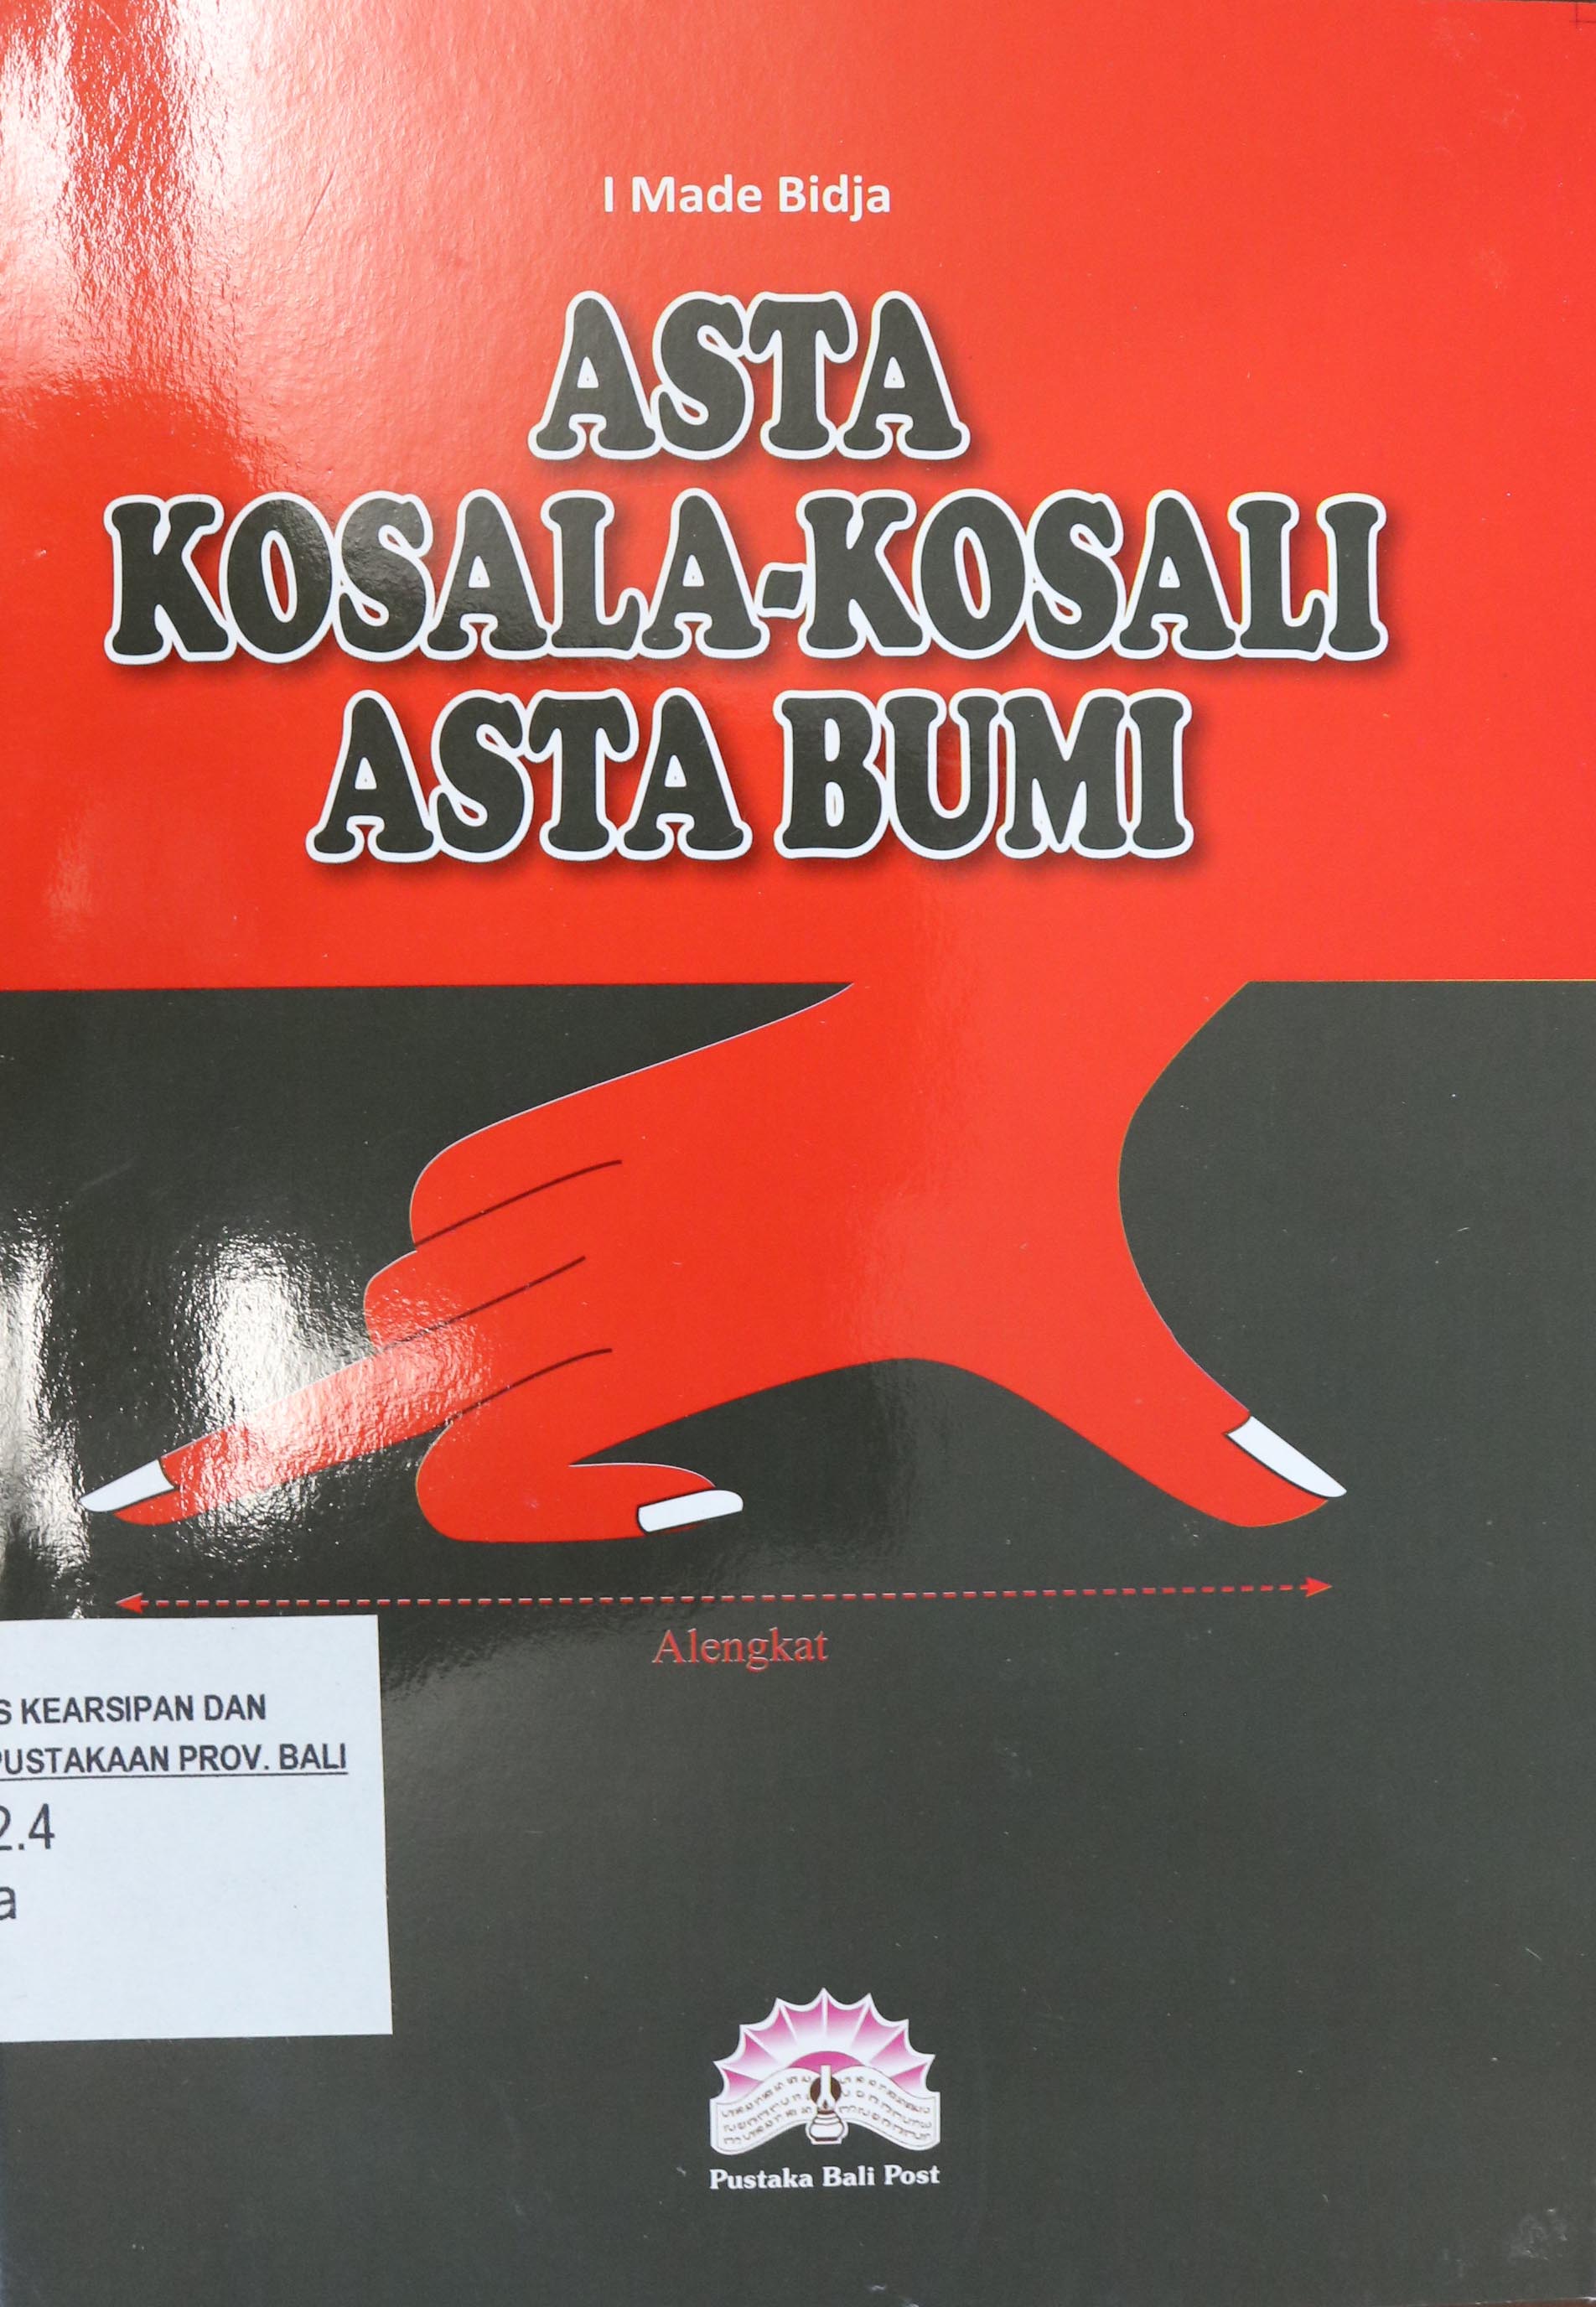 I Made Bidja
ASTA
KOSALA-KOSALI
ASTA BUMI
Alengkat
S KEARSIPAN DAN
PUSTAKAAN PROV. BALI
2.4
a
Pustaka Bali Post